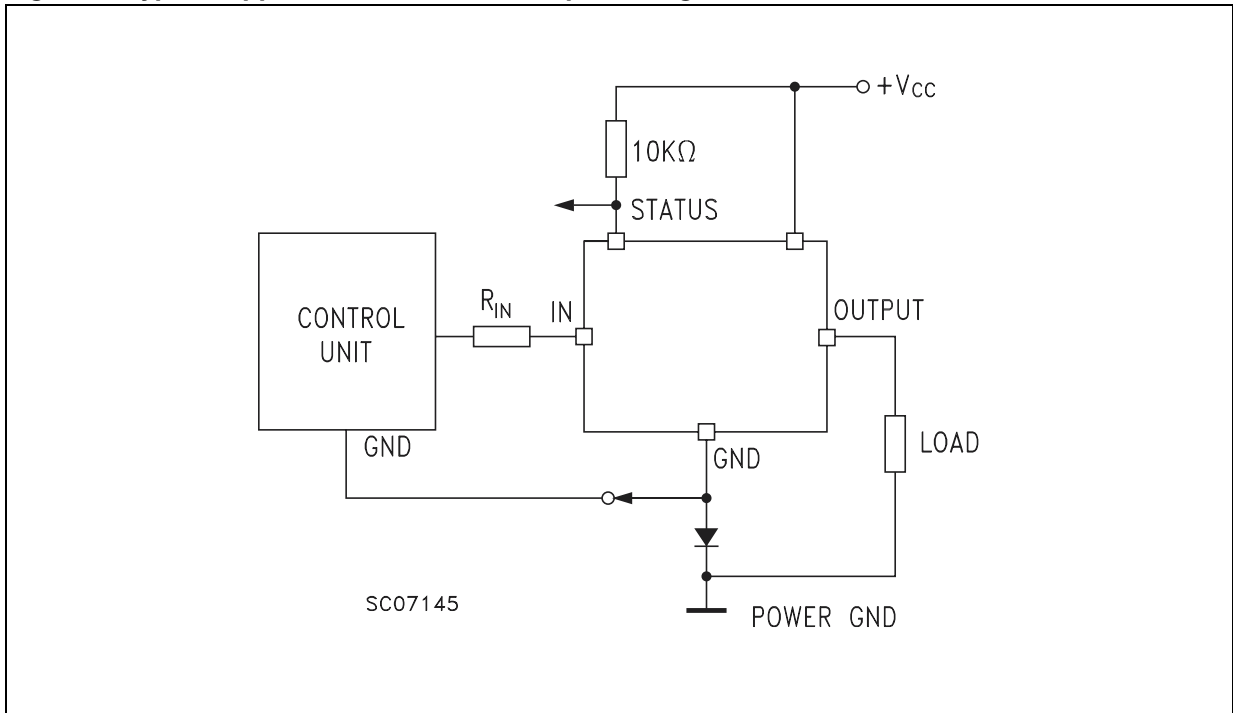 +VCC
10KΩ
STATUS
CONTROL
UNIT
RIN
IN
OUTPUT
GND
GND
LOAD
SC07145
POWER GND